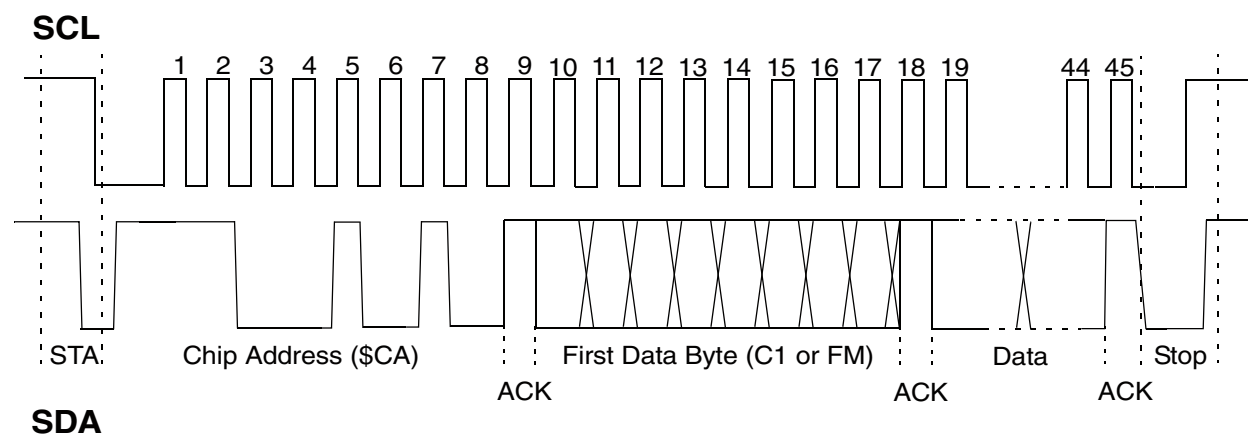 SCL
1 2 3 4 5 6 7 8 9 10 11 12 13 14 15 16 17 18 19 44 45
STA Chip Address ($CA) First Data Byte (C1 or FM) Data Stop
ACK ACK ACK
SDA